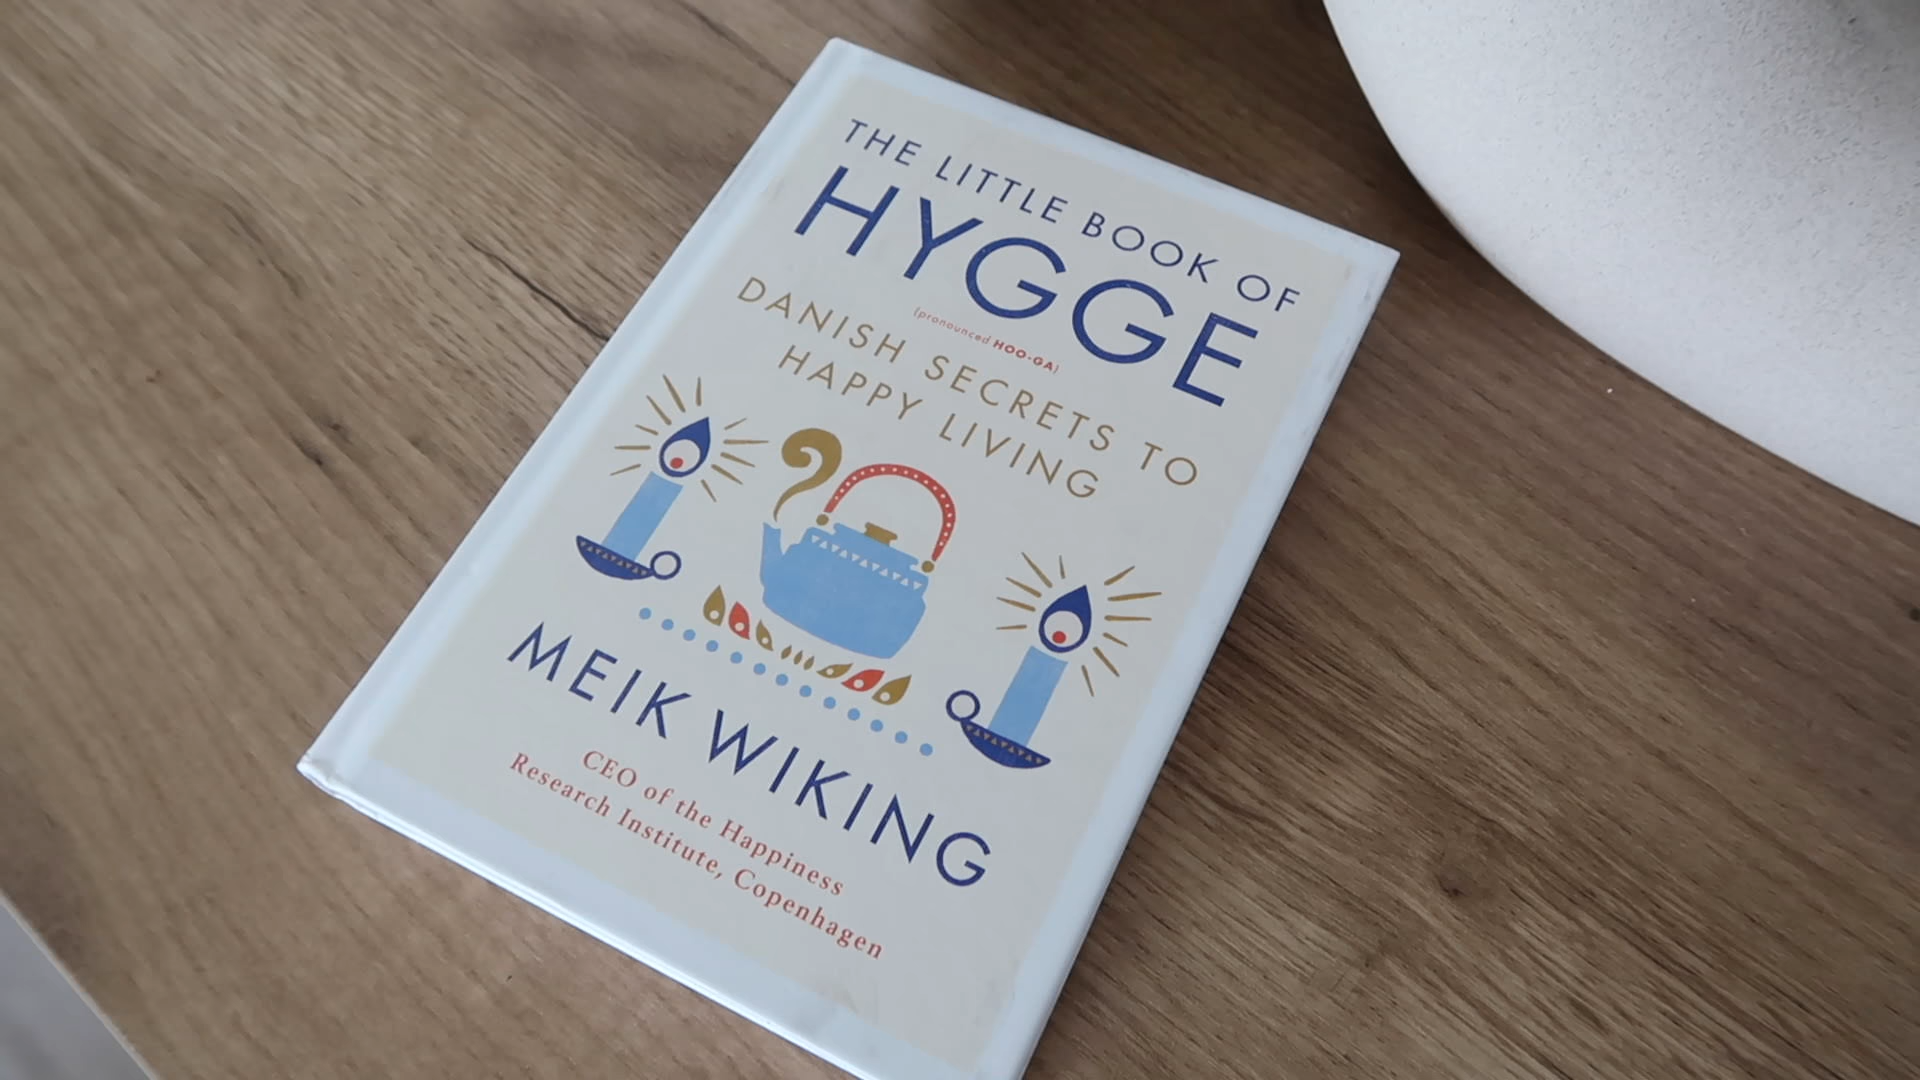 THE LITTLE BOOK OF
HYGGE
(pronounced HOO-GA)
DANISH SECRETS TO
HAPPY LIVING
MEIK WIKING
CEO of the Happiness
Research Institute, Copenhagen